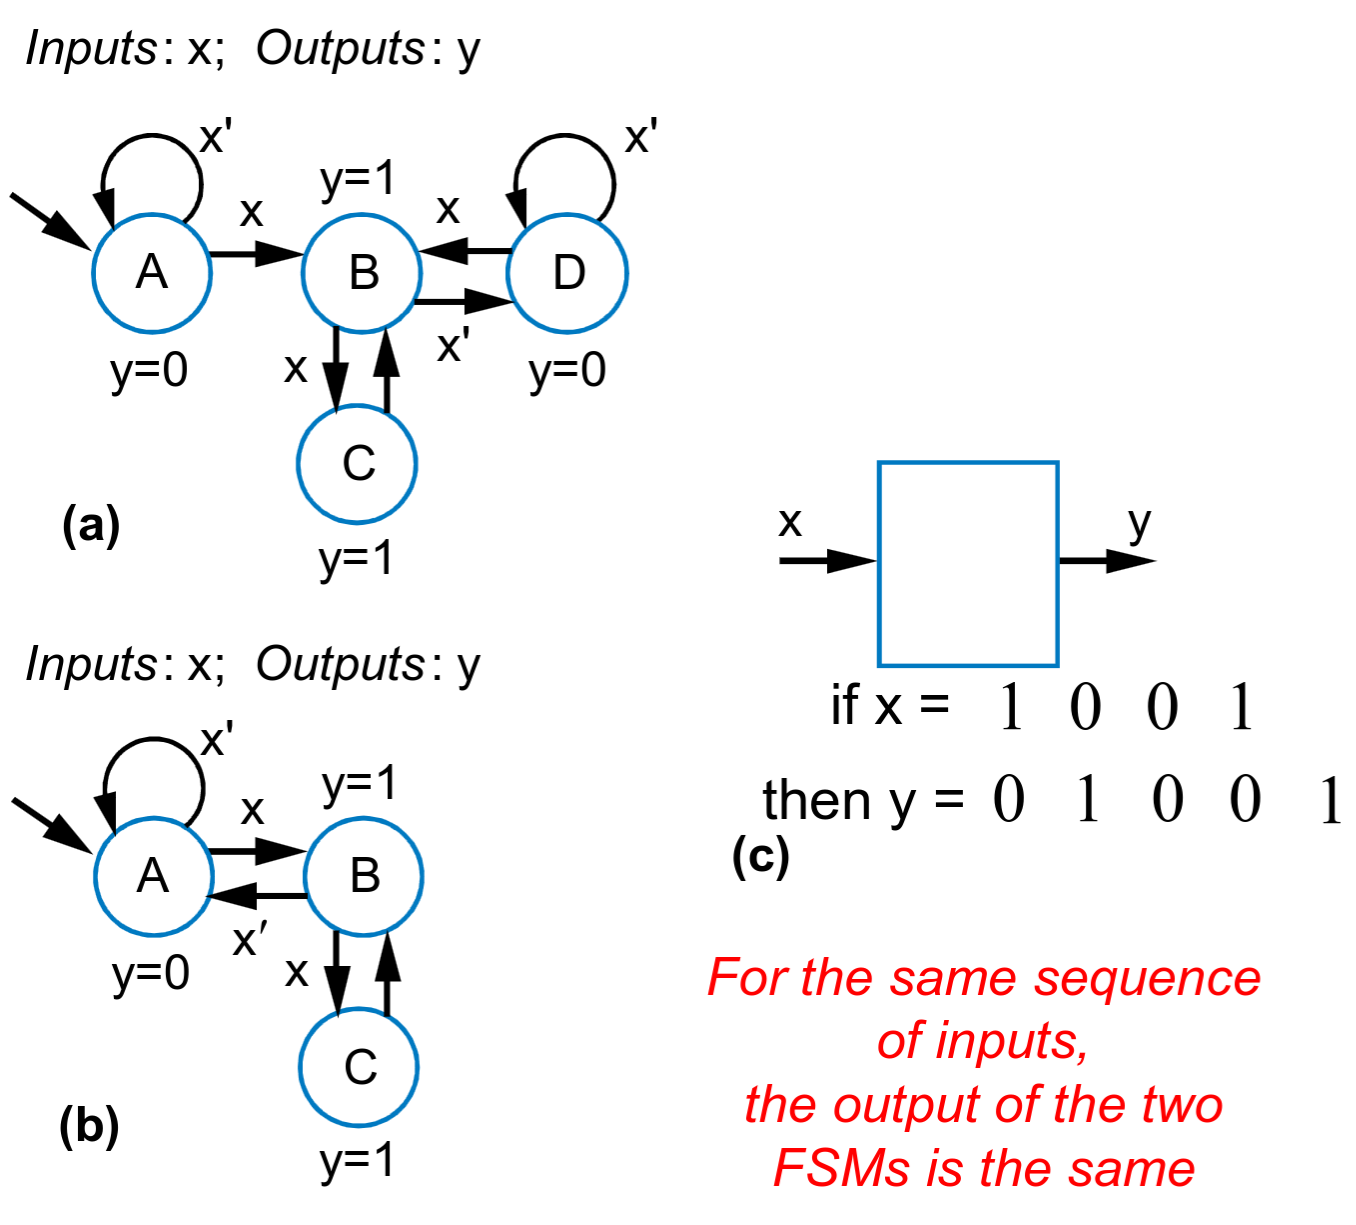 Inputs: x; Outputs: y
x'
x'
y=1
x
x
A
B
D
x'
y=0
x
y=0
C
(a)
y=1
x
y
Inputs: x; Outputs: y
if x = 1 0 0 1
x'
y=1
then y = 0 1 0 0 1
x
(c)
A
B
x'
y=0
x
For the same sequence
of inputs,
C
the output of the two
(b)
y=1
FSMs is the same